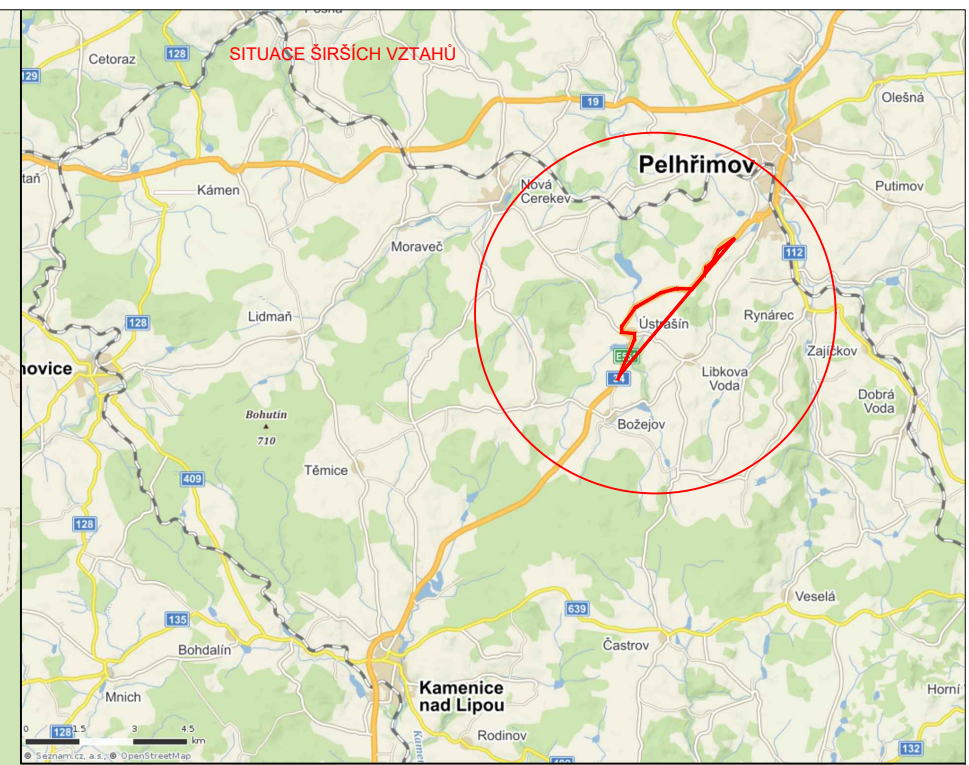 Cetoraz
128
SITUACE ŠIRŠÍCH VZTAHŮ
129
19
Olešná
Pelhřimov
Putimov
Kámen
Nová
Cerekev
Moraveč
112
Lidmaň
128
Ústrašín
Rynárec
Zajíčkov
34
Libkova
Voda
Dobrá
Voda
Božejov
Bohutín
710
Těmice
409
128
639
Veselá
135
Bohdalín
Častrov
Mnich
Kamenice
nad Lipou
Horní
Rodinov
128
0 1.5 3 4.5
km
132
© Seznam.cz, a.s., © OpenStreetMap